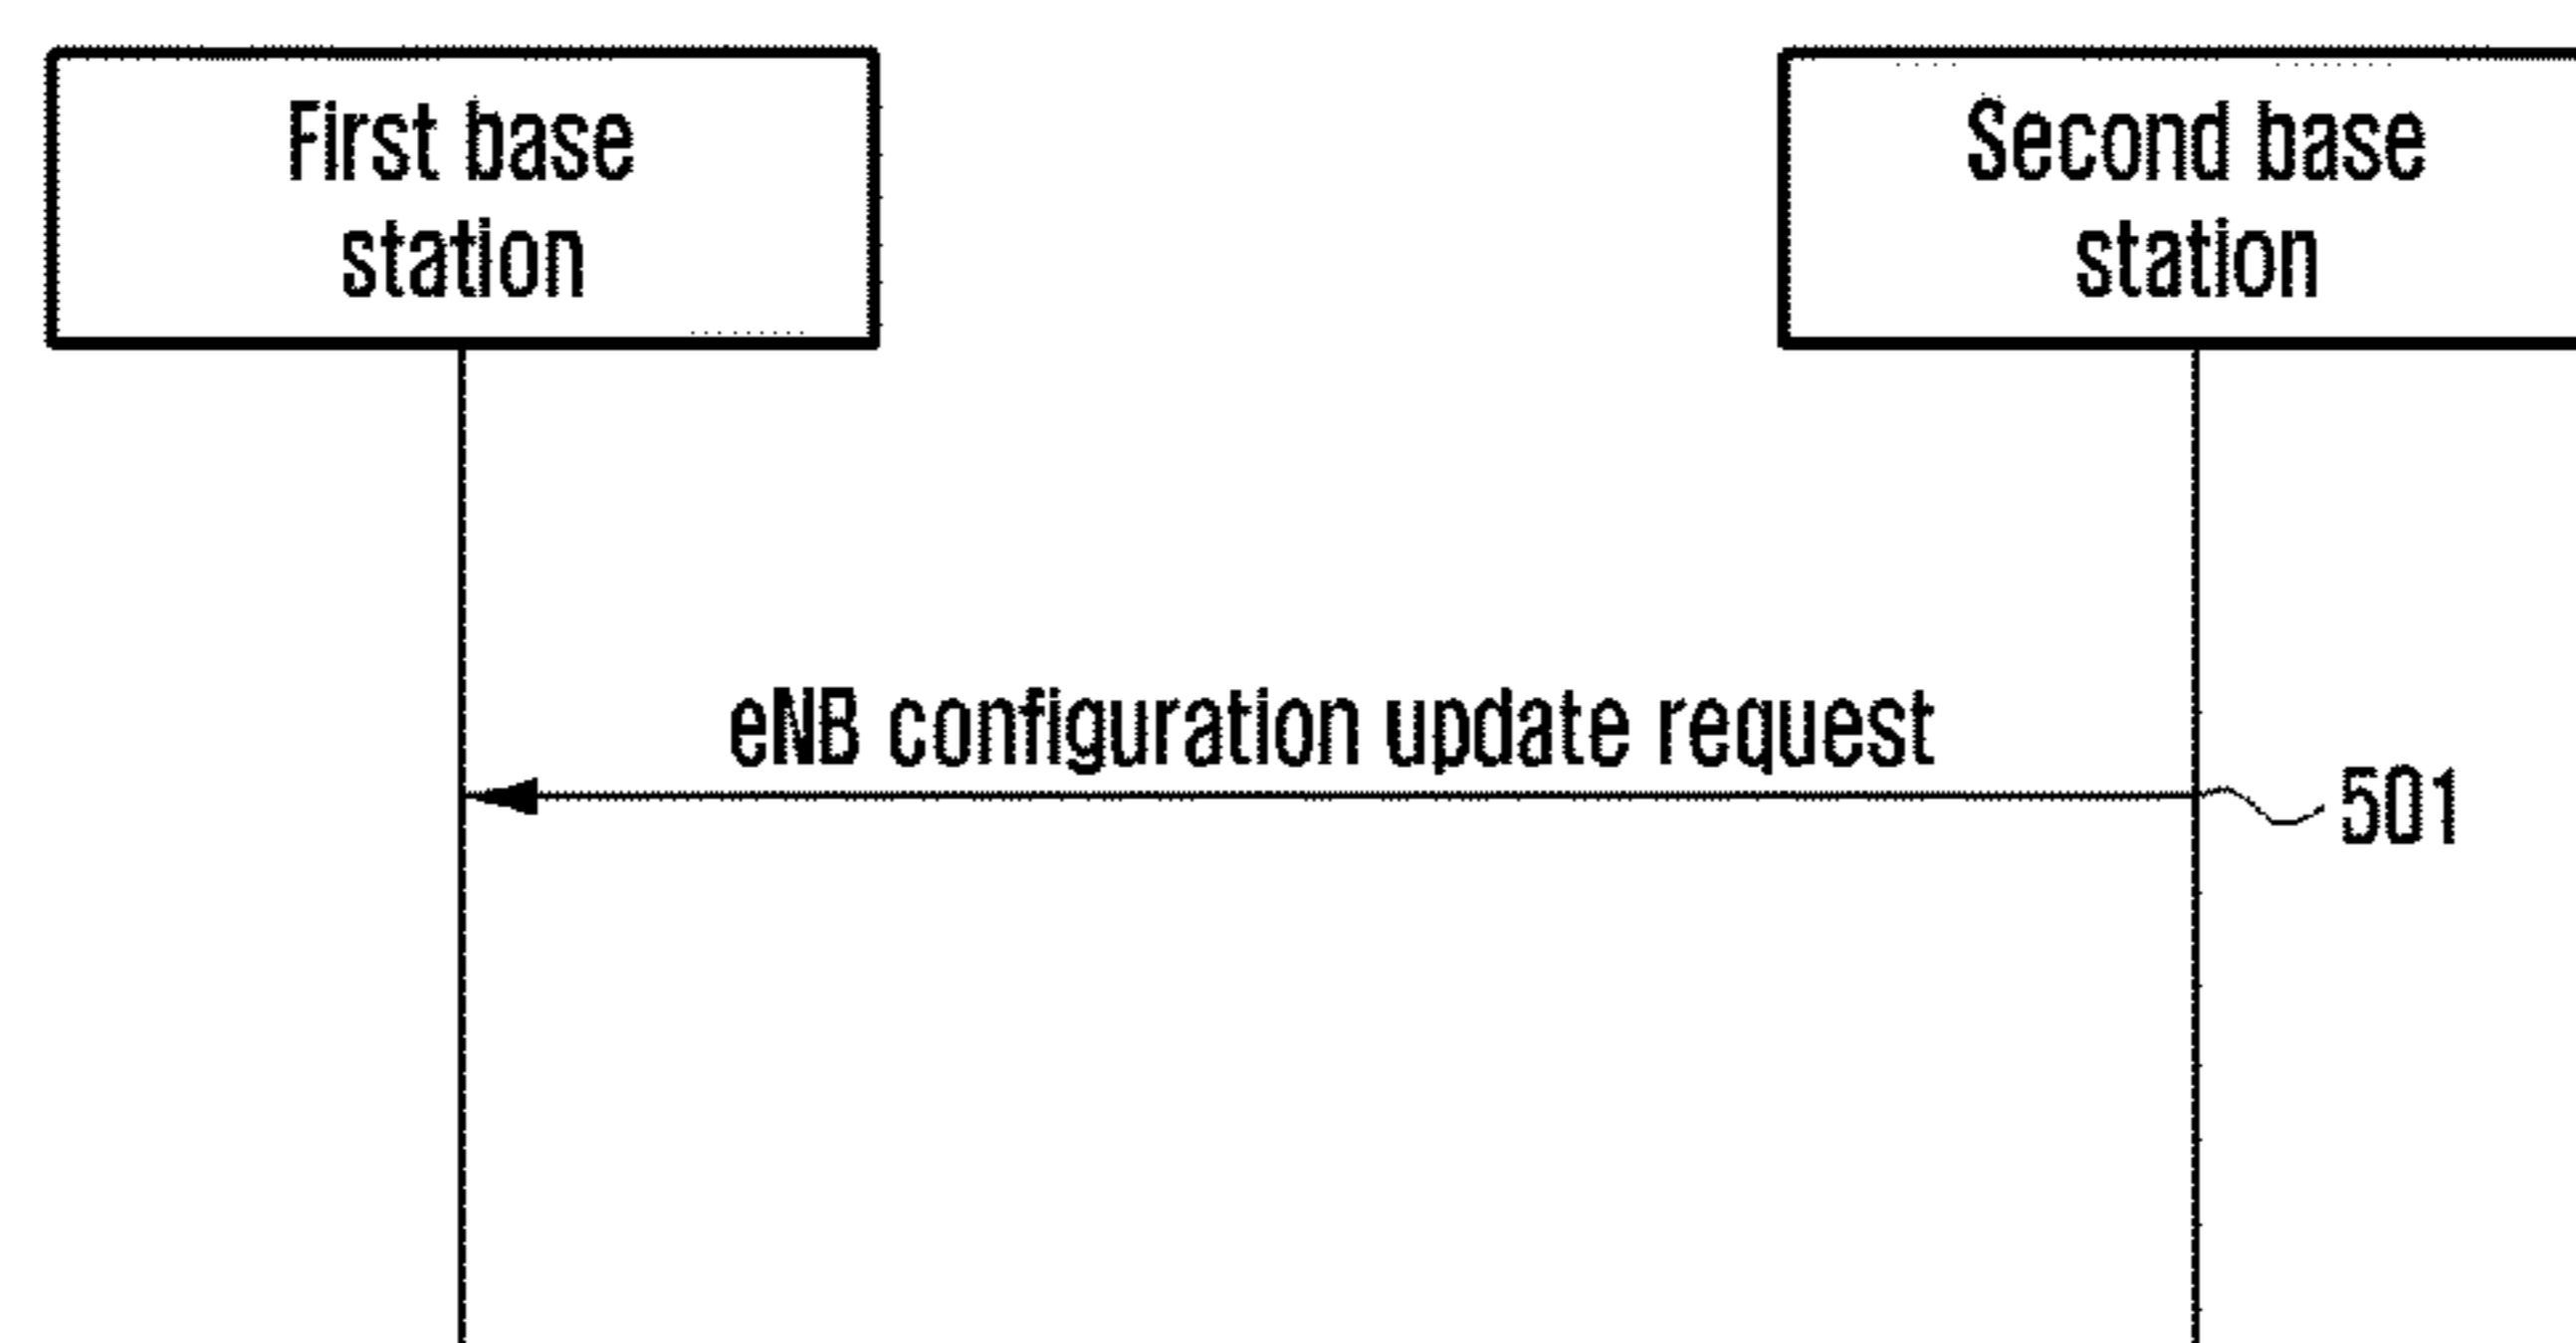 First base
station
Second base
station
eNB configuration update request
501